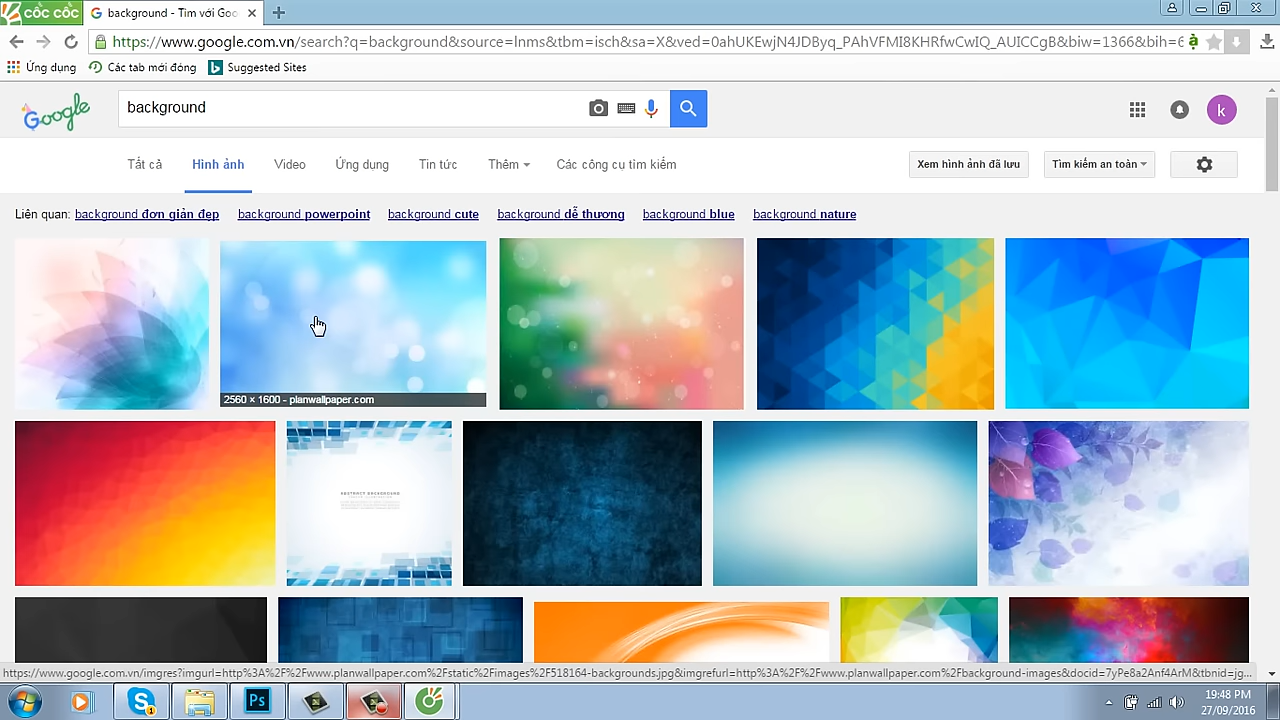 cốc cốc
background - Tìm với Goo
https://www.google.com.vn/search?q=background&source=lnms&tbm=isch&sa=X&ved=0ahUKEwjN4JDByq_PAhVFMI8KHRfwCwIQ_AUICCgB&biw=1366&bih=6
Ứng dụng
Các tab mới đóng
Suggested Sites
Google
background
k
Tất cả
Hình ảnh
Video
Ứng dụng
Tin tức
Thêm
Các công cụ tìm kiếm
Xem hình ảnh đã lưu
Tìm kiếm an toàn
Liên quan: background đơn giản đẹp
background powerpoint
background cute
background dễ thương
background blue
background nature
2560 × 1600 - planwallpaper.com
ABSTRACT BACKGROUND
https://www.google.com.vn/imgres?imgurl=http%3A%2F%2Fwww.planwallpaper.com%2Fstatic%2Fimages%2F518164-backgrounds.jpg&imgrefurl=http%3A%2F%2Fwww.planwallpaper.com%2Fbackground-images&docid=7yPe8a2Anf4ArM&tbnid=jg...
Ps
19:48 PM
27/09/2016